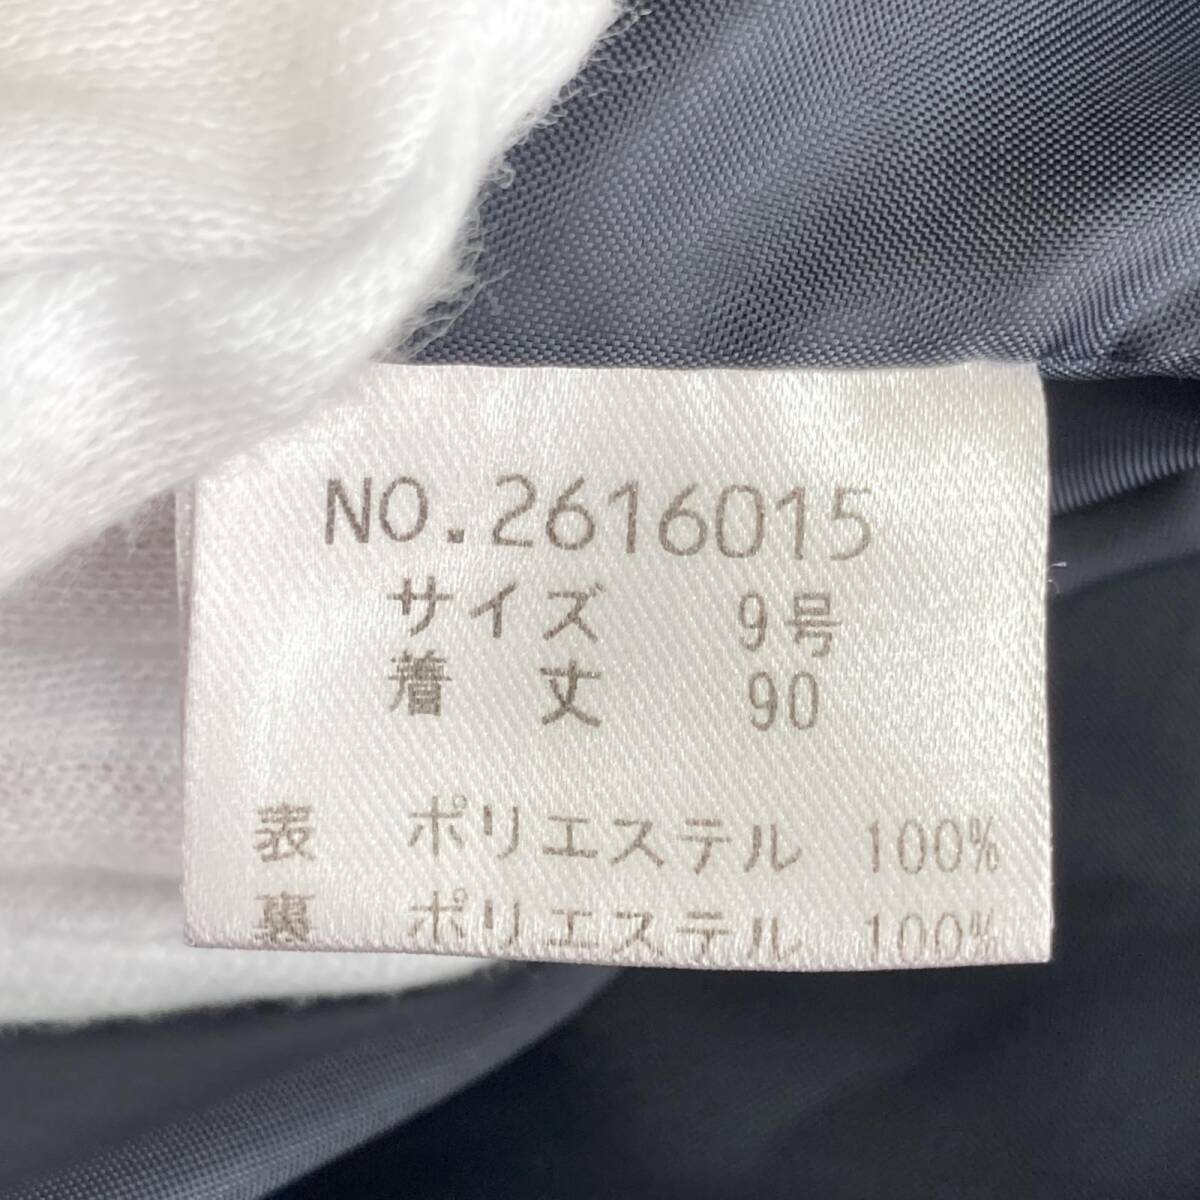 NO.2616015
サイズ 9号
着 丈 90
表 ポリエステル 100%
裏 ポリエステル 100%